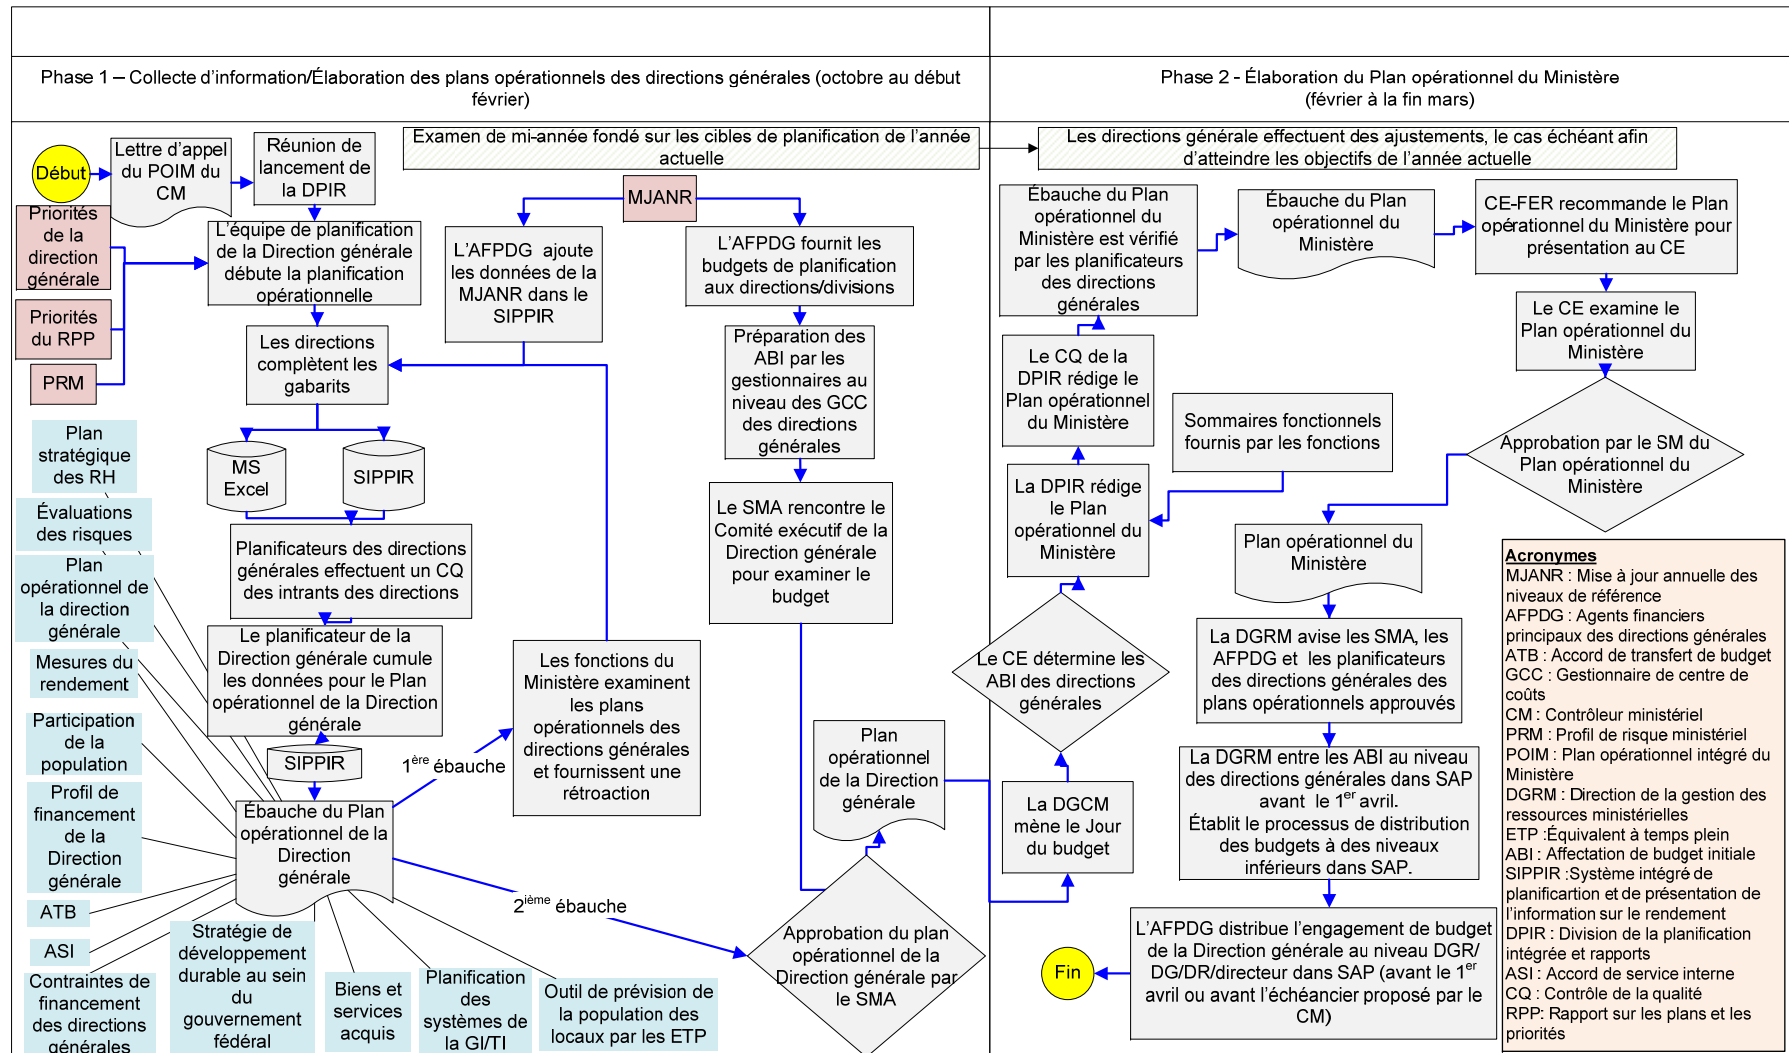 Phase 1 – Collecte d'information/Élaboration des plans opérationnels des directions générales (octobre au début
février)
Phase 2 - Élaboration du Plan opérationnel du Ministère
(février à la fin mars)
Examen de mi-année fondé sur les cibles de planification de l'année
actuelle
Les directions générale effectuent des ajustements, le cas échéant afin
d'atteindre les objectifs de l'année actuelle
Début
Lettre d'appel
du POIM du
CM
Réunion de
lancement de
la DPIR
Priorités
de la
direction
générale
Priorités
du RPP
PRM
L'équipe de planification
de la Direction générale
débute la planification
opérationnelle
Les directions
complètent les
gabarits
MS
Excel
SIPPIR
Planificateurs des directions
générales effectuent un CQ
des intrants des directions
Le planificateur de la
Direction générale cumule
les données pour le Plan
opérationnel de la Direction
générale
SIPPIR
Ébauche du Plan
opérationnel de la
Direction
générale
1ère ébauche
2ième ébauche
Plan
stratégique
des RH
Évaluations
des risques
Plan
opérationnel de
la direction
générale
Mesures du
rendement
Participation
de la
population
Profil de
financement
de la
Direction
générale
ATB
ASI
Contraintes de
financement
des directions
générales
Stratégie de
développement
durable au sein
du
gouvernement
fédéral
Biens et
services
acquis
Planification
des
systèmes de
la GI/TI
Outil de prévision de
la population des
locaux par les ETP
MJANR
L'AFPDG ajoute
les données de la
MJANR dans le
SIPPIR
L'AFPDG fournit les
budgets de planification
aux directions/divisions
Préparation des
ABI par les
gestionnaires au
niveau des GCC
des directions
générales
Le SMA rencontre le
Comité exécutif de la
Direction générale
pour examiner le
budget
Les fonctions du
Ministère examinent
les plans
opérationnels des
directions générales
et fournissent une
rétroaction
Approbation du plan
opérationnel de la
Direction générale par
le SMA
Plan
opérationnel
de la Direction
générale
La DGCM
mène le Jour
du budget
Le CE détermine les
ABI des directions
générales
La DPIR rédige
le Plan
opérationnel du
Ministère
Sommaires fonctionnels
fournis par les fonctions
Le CQ de la
DPIR rédige le
Plan opérationnel
du Ministère
Ébauche du Plan
opérationnel du
Ministère est vérifié
par les planificateurs
des directions
générales
Ébauche du Plan
opérationnel du
Ministère
CE-FER recommande le Plan
opérationnel du Ministère pour
présentation au CE
Le CE examine le
Plan opérationnel du
Ministère
Approbation par le SM du
Plan opérationnel du
Ministère
Plan opérationnel du
Ministère
La DGRM avise les SMA, les
AFPDG et les planificateurs
des directions générales des
plans opérationnels approuvés
La DGRM entre les ABI au niveau
des directions générales dans SAP
avant le 1er avril.
Établit le processus de distribution
des budgets à des niveaux
inférieurs dans SAP.
L'AFPDG distribue l'engagement de budget
de la Direction générale au niveau DGR/
DG/DR/directeur dans SAP (avant le 1er
avril ou avant l'échéancier proposé par le
CM)
Fin
Acronymes
MJANR : Mise à jour annuelle des
niveaux de référence
AFPDG : Agents financiers
principaux des directions générales
ATB : Accord de transfert de budget
GCC : Gestionnaire de centre de
coûts
CM : Contrôleur ministériel
PRM : Profil de risque ministériel
POIM : Plan opérationnel intégré du
Ministère
DGRM : Direction de la gestion des
ressources ministérielles
ETP :Équivalent à temps plein
ABI : Affectation de budget initiale
SIPPIR :Système intégré de
planificartion et de présentation de
l'information sur le rendement
DPIR : Division de la planification
intégrée et rapports
ASI : Accord de service interne
CQ : Contrôle de la qualité
RPP: Rapport sur les plans et les
priorités